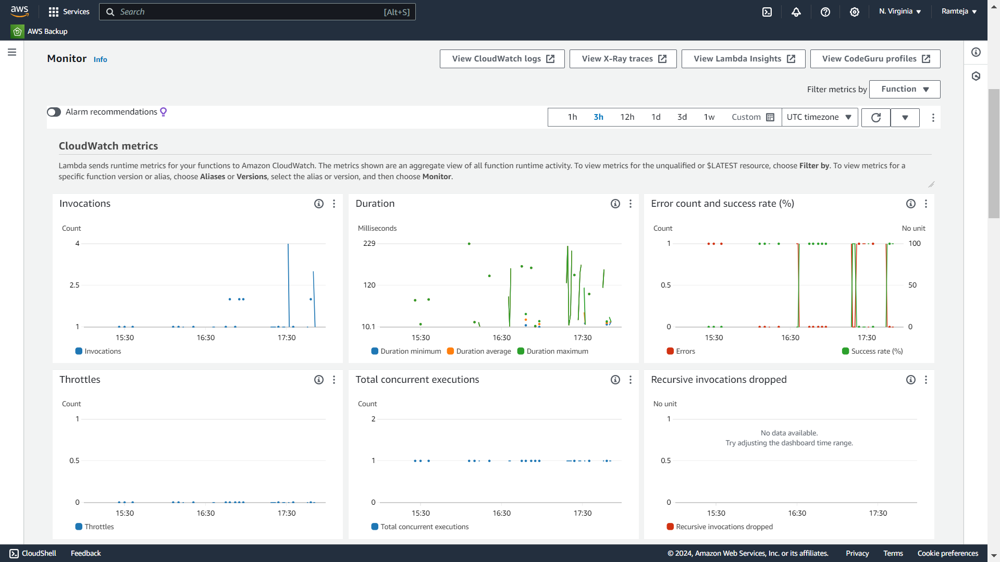 aws
Services
Search
[Alt+S]
N. Virginia
Ramteja
AWS Backup
Monitor Info
View CloudWatch logs
View X-Ray traces
View Lambda Insights
View CodeGuru profiles
Filter metrics by Function
Alarm recommendations
1h 3h 12h 1d 3d 1w Custom UTC timezone
CloudWatch metrics
Lambda sends runtime metrics for your functions to Amazon CloudWatch. The metrics shown are an aggregate view of all function runtime activity. To view metrics for the unqualified or $LATEST resource, choose Filter by. To view metrics for a
specific function version or alias, choose Aliases or Versions, select the alias or version, and then choose Monitor.
Invocations
Count
4
2.5
1
15:30 16:30 17:30
Invocations
Duration
Milliseconds
229
120
10.1
15:30 16:30 17:30
Duration minimum Duration average Duration maximum
Error count and success rate (%)
Count No unit
1 100
0.5 50
0 0
15:30 16:30 17:30
Errors Success rate (%)
Throttles
Count
1
0.5
0
15:30 16:30 17:30
Throttles
Total concurrent executions
Count
2
1
0
15:30 16:30 17:30
Total concurrent executions
Recursive invocations dropped
No unit
1
No data available.
Try adjusting the dashboard time range.
0.5
0
15:30 16:30 17:30
Recursive invocations dropped
CloudShell Feedback
© 2024, Amazon Web Services, Inc. or its affiliates. Privacy Terms Cookie preferences